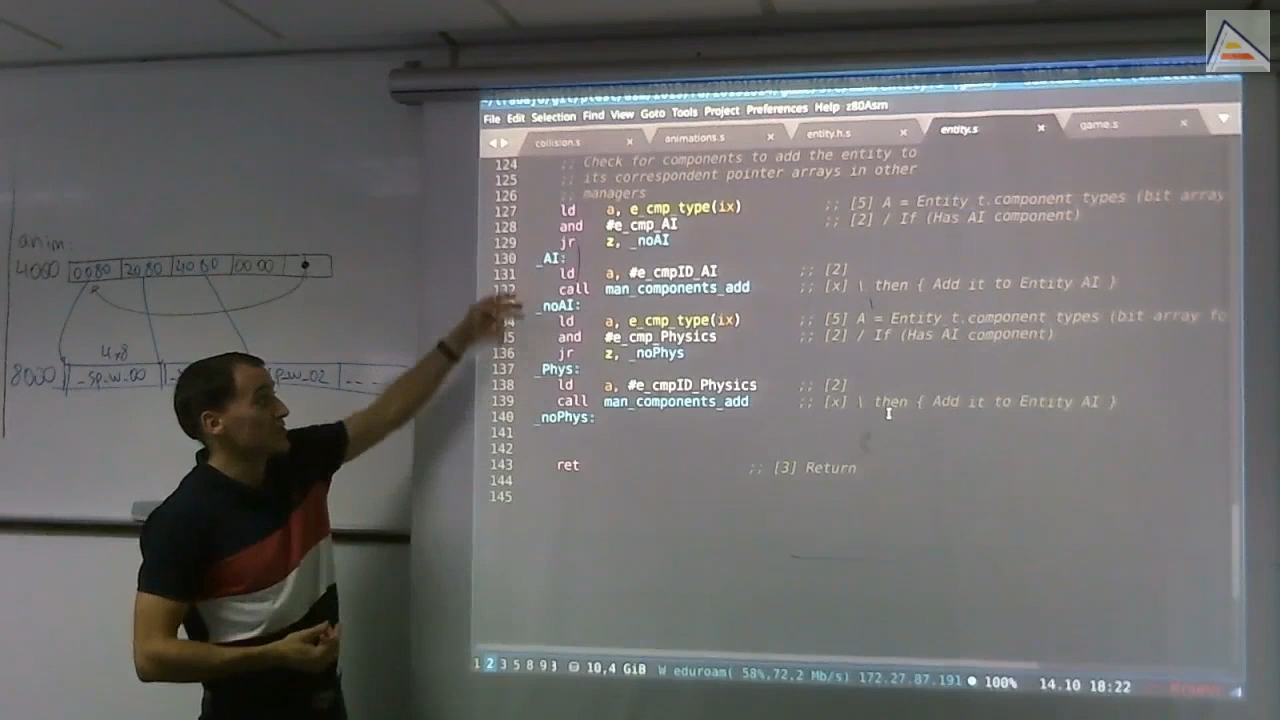 File Edit Selection Find View Goto Tools Project Preferences Help z80Asm
collision.s x animations.s x entity.h.s x entity.s x game.s x
124 ;; Check for components to add the entity to
125 ;; its correspondent pointer arrays in other
126 ;; managers
127 ld a, e_cmp_type(ix) ;; [5] A = Entity_t.component types (bit array
128 and #e_cmp_AI ;; [2] / If (Has AI component)
129 jr z, _noAI
130 _AI:
131 ld a, #e_cmpID_AI ;; [2]
132 call man_components_add ;; [x] \ then { Add it to Entity AI }
_noAI:
ld a, e_cmp_type(ix) ;; [5] A = Entity_t.component types (bit array fo
and #e_cmp_Physics ;; [2] / If (Has AI component)
136 jr z, _noPhys
137 _Phys:
138 ld a, #e_cmpID_Physics ;; [2]
139 call man_components_add ;; [x] \ then { Add it to Entity AI }
140 _noPhys:
141
142
143 ret ;; [3] Return
144
145
1 2 3 5 8 9 10,4 GiB W eduroam( 58%,72,2 Mb/s) 172.27.87.191 100% 14.10 18:22
anim:
4000 0080 2080 4080 0000
4x8
8000 _sp_w_00 p_w_02 ---